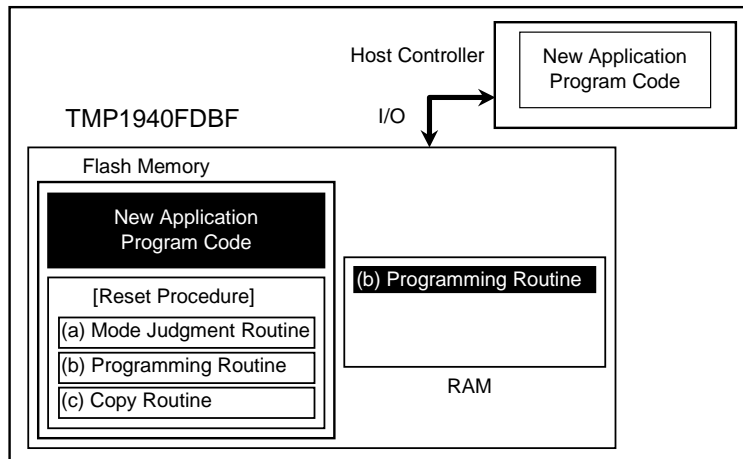 Host Controller
New Application
Program Code
TMP1940FDBF
I/O
Flash Memory
New Application
Program Code
[Reset Procedure]
(a) Mode Judgment Routine
(b) Programming Routine
(c) Copy Routine
(b) Programming Routine
RAM